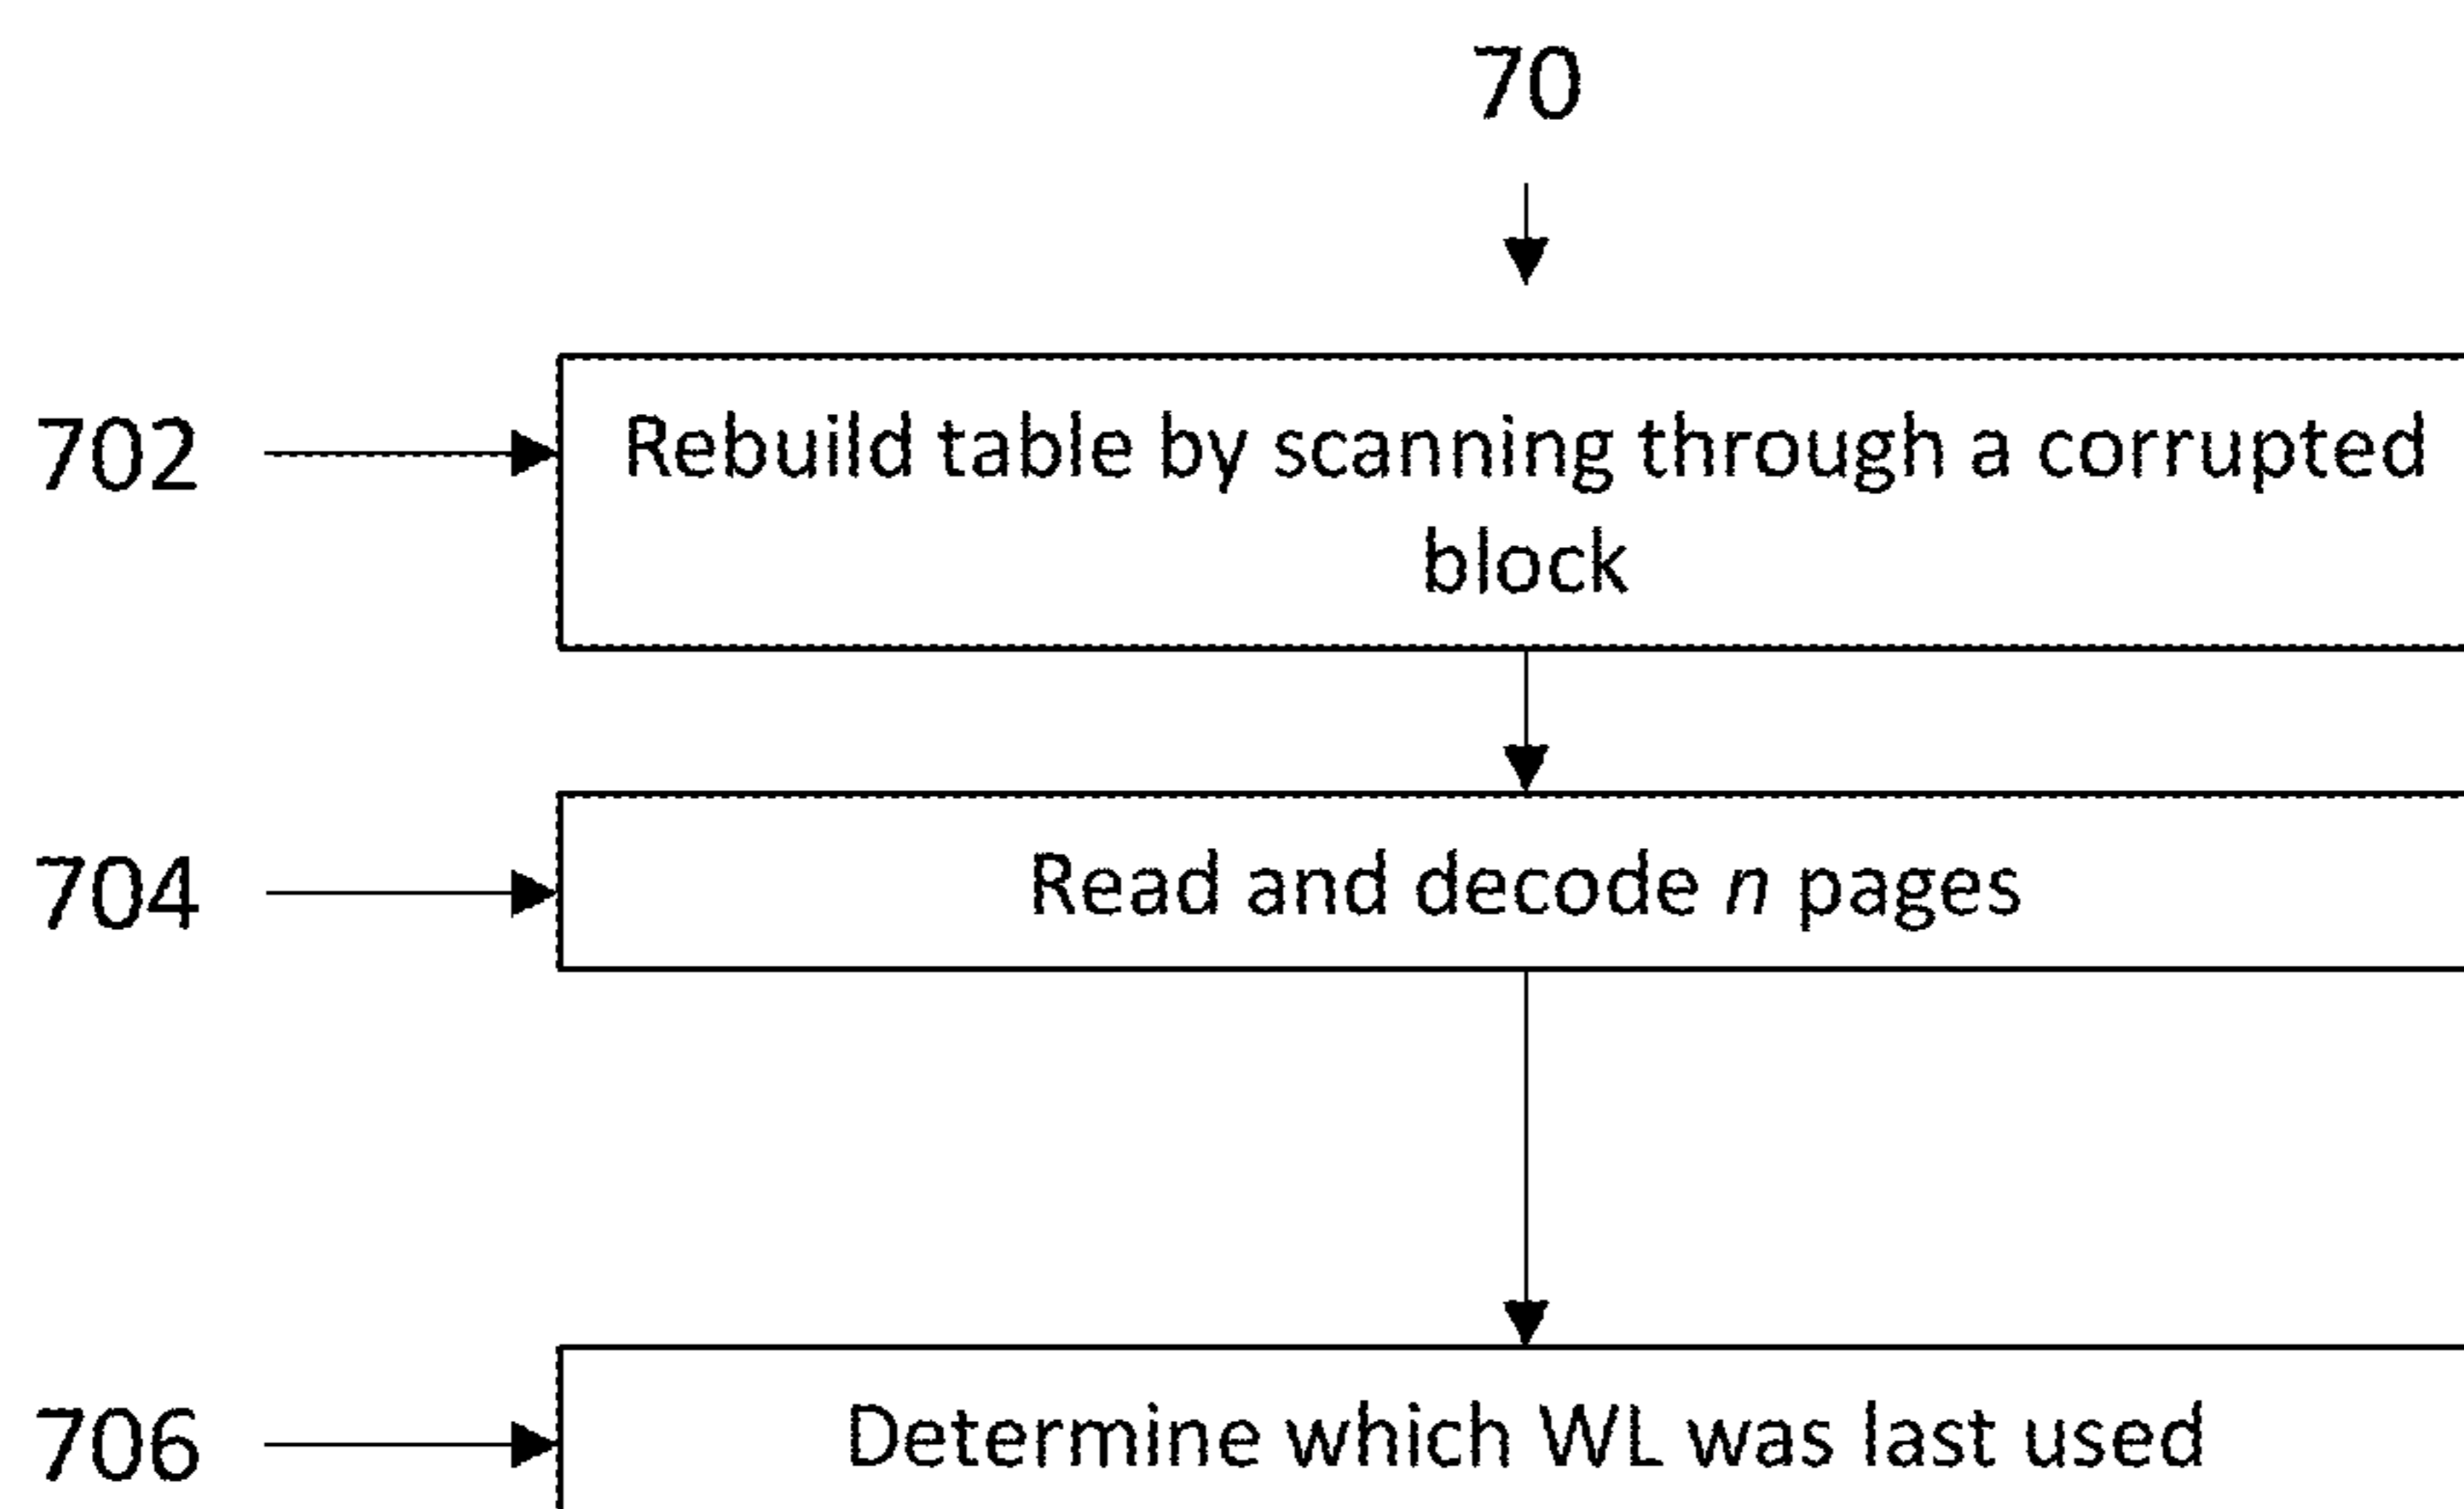 70
702
Rebuild table by scanning through a corrupted
block
704
Read and decode n pages
706
Determine which WL was last used